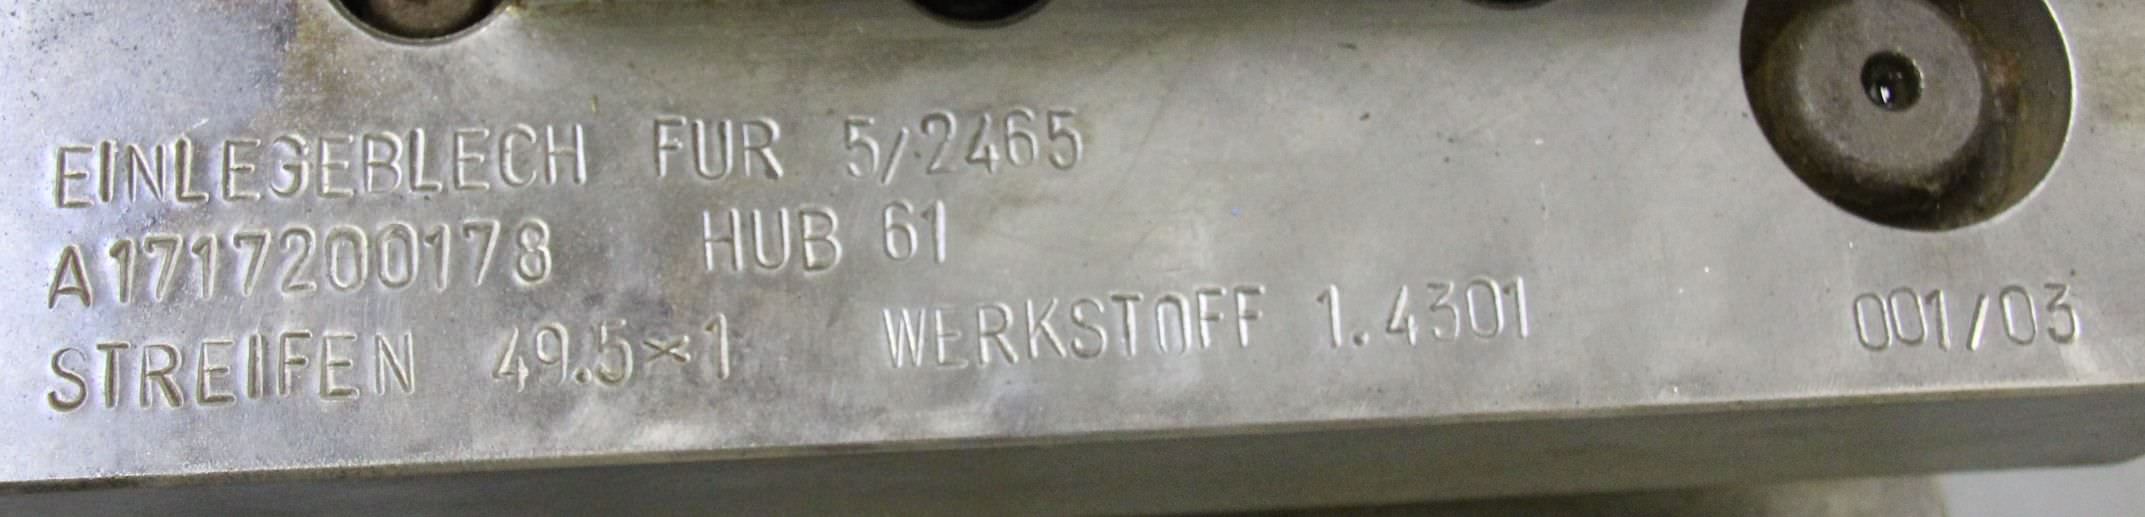 EINLEGEBLECH FUR 5/2465
A1717200178 HUB 61
STREIFEN 49.5×1 WERKSTOFF 1.4301 001/03